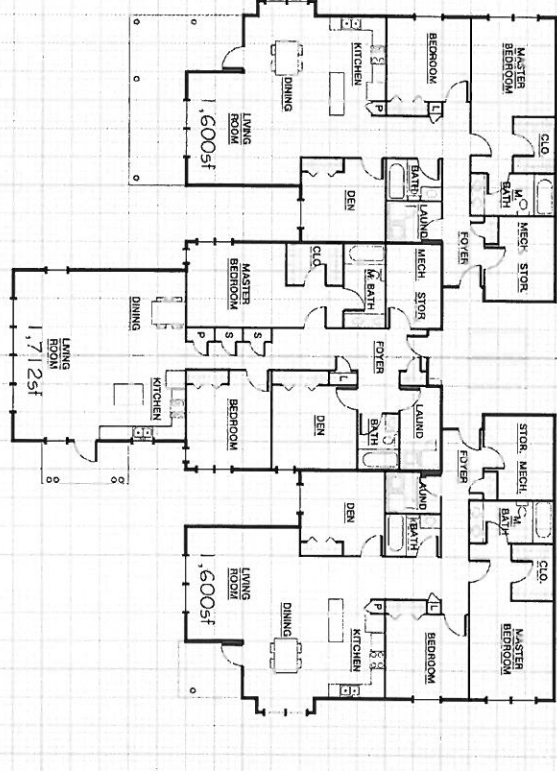 MASTER
BEDROOM
CLO
M.
BATH
MECH. STOR.
FOYER
BEDROOM
L
BATH
LAUND
KITCHEN
P
DINING
DEN
LIVING
ROOM
1,600sf
MECH. STOR
FOYER
LAUND
M. BATH
CLO
L
BATH
MASTER
BEDROOM
S
S
P
DEN
BEDROOM
DINING
KITCHEN
LIVING
ROOM
1,712sf
STOR. MECH.
M.
BATH
CLO.
MASTER
BEDROOM
FOYER
LAUND
BATH
L
BEDROOM
P
KITCHEN
DEN
DINING
LIVING
ROOM
1,600sf